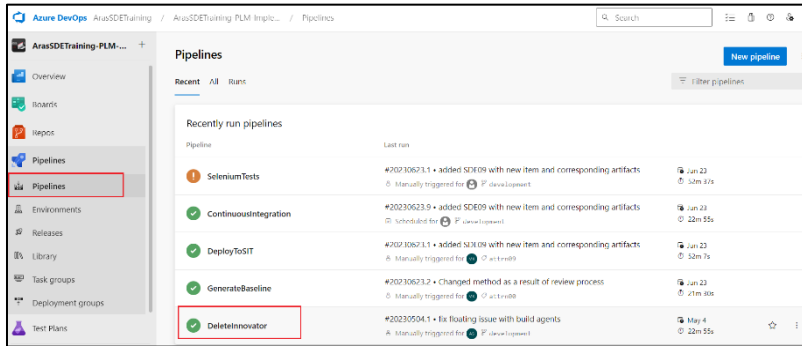 Azure DevOps ArasSDETraining / ArasSDETraining-PLM-Imple... / Pipelines Search
ArasSDETraining-PLM-... +
Overview
Boards
Repos
Pipelines
Pipelines
Environments
Releases
Library
Task groups
Deployment groups
Test Plans
Pipelines
New pipeline
Recent All Runs
Filter pipelines
Recently run pipelines
Pipeline Last run
SeleniumTests
#20230623.1 • added SDE09 with new item and corresponding artifacts
Manually triggered for development
Jun 23
52m 37s
ContinuousIntegration
#20230623.9 • added SDE09 with new item and corresponding artifacts
Scheduled for development
Jun 23
22m 55s
DeployToSIT
#20230623.1 • added SDE09 with new item and corresponding artifacts
Manually triggered for
Jun 23
52m 7s
GenerateBaseline
#20230623.2 • Changed method as a result of review process
Manually triggered for
Jun 23
21m 30s
DeleteInnovator
#20230504.1 • fix floating issue with build agents
Manually triggered for development
May 4
22m 55s